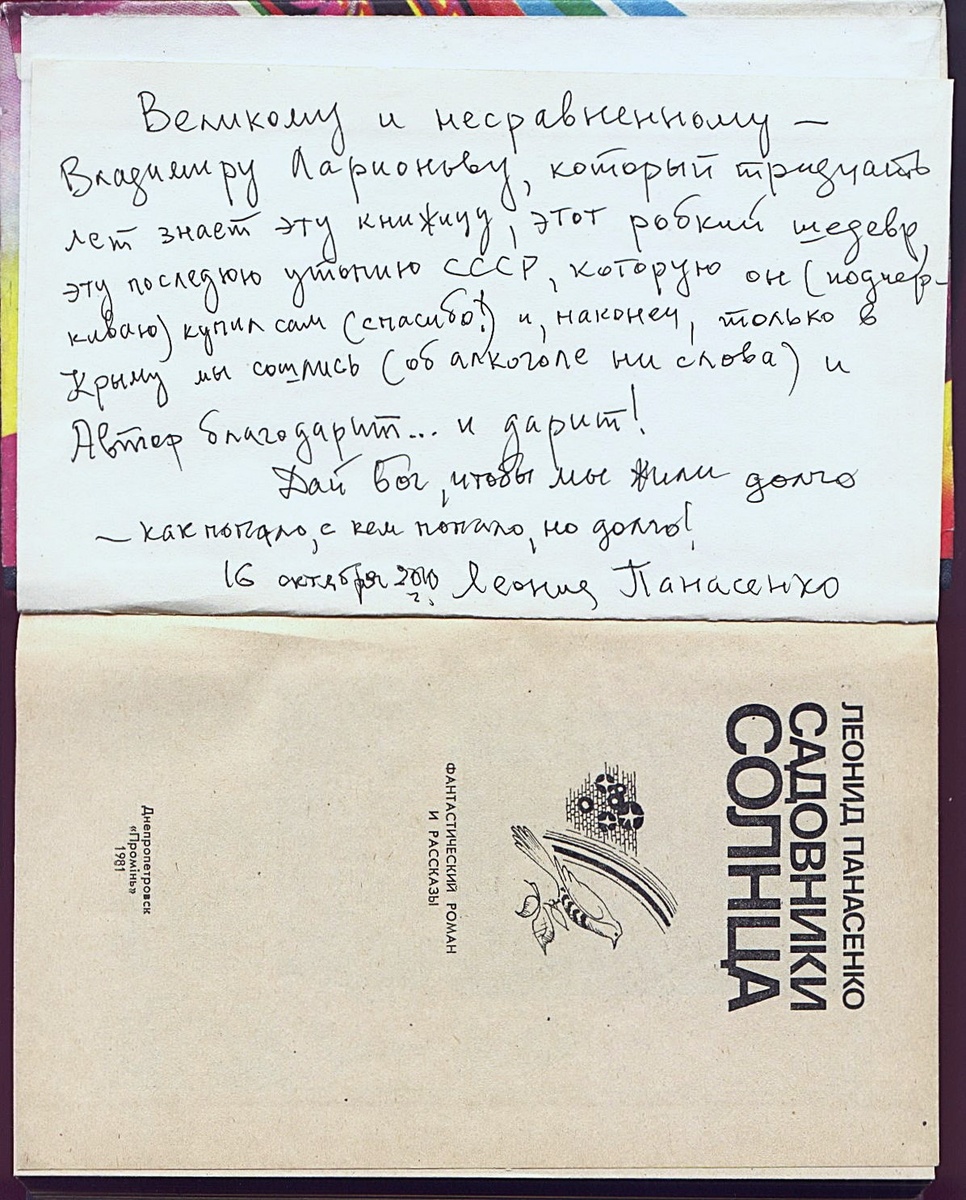 Великому и несравненному —
Владимиру Ларионову, который тридцать
лет знает эту книжицу, этот робкий шедевр,
эту последюю утопию СССР, которую он (подчер-
киваю) купил сам (спасибо!) и, наконец, только в
Крыму мы сошлись (об алкоголе ни слова) и
Автор благодарит... и дарит!
Дай Бог, чтобы мы жили долго
— как попало, с кем попало, но долго!
16 октября 2010 г. Леонид Панасенко
ЛЕОНИД ПАНАСЕНКО
САДОВНИКИ
СОЛНЦА
ФАНТАСТИЧЕСКИЙ РОМАН
И РАССКАЗЫ
Днепропетровск
«Промінь»
1981